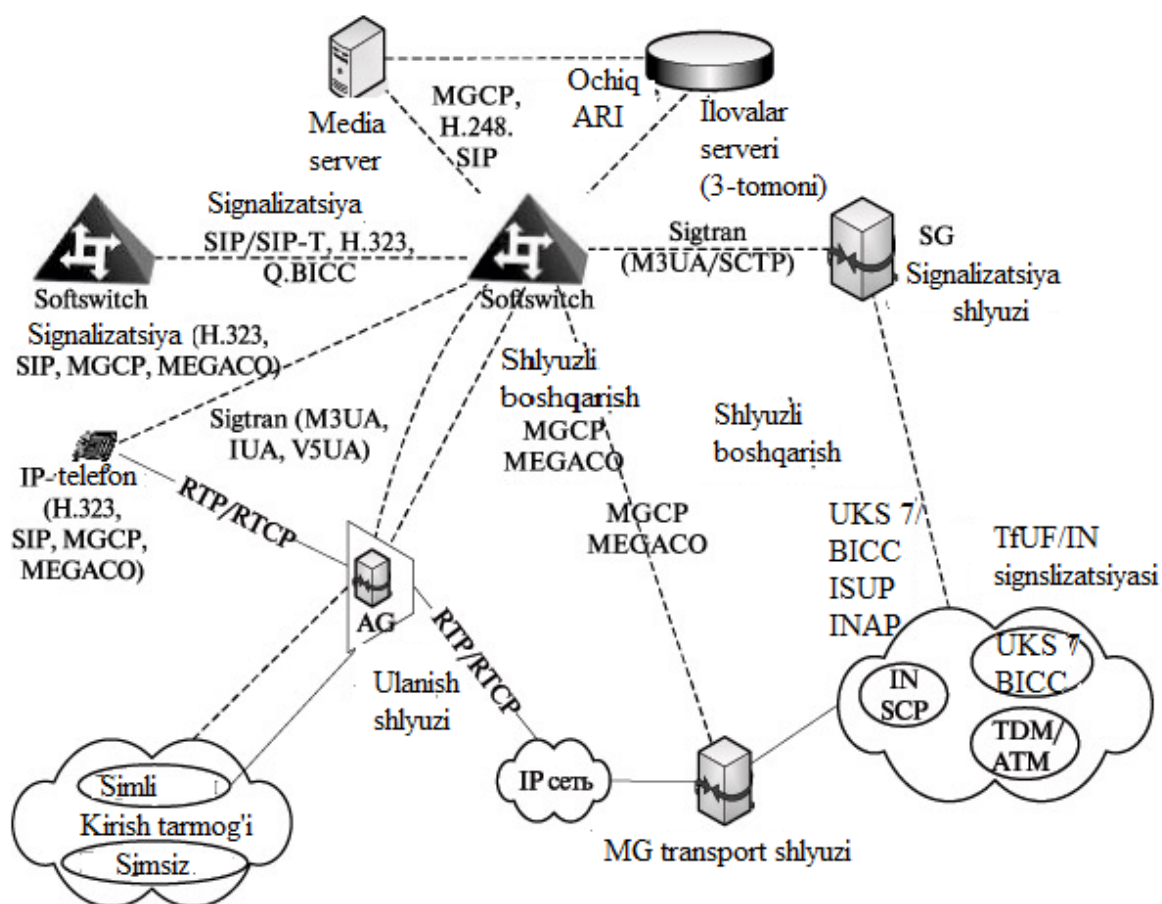 Media
server
MGCP,
H.248.
SIP
Ochiq
ARI
İlovalar
serveri
(3-tomoni)
Signalizatsiya
SIP/SIP-T, H.323,
Q.BICC
Softswitch
Softswitch
Sigtran
(M3UA/SCTP)
SG
Signalizatsiya
shlyuzi
Signalizatsiya (H.323,
SIP, MGCP, MEGACO)
Sigtran (M3UA,
IUA, V5UA)
Shlyuzli
boshqarish
MGCP
MEGACO
Shlyuzli
boshqarish
IP-telefon
(H.323,
SIP, MGCP,
MEGACO)
RTP/RTCP
MGCP
MEGACO
UKS 7/
BICC
ISUP
INAP
TfUF/IN
signslizatsiyasi
AG
RTP/RTCP
Ulanish
shlyuzi
IN
SCP
UKS 7
BICC
TDM/
ATM
Simli
Kirish tarmog'i
Simsiz
IP сеть
MG transport shlyuzi